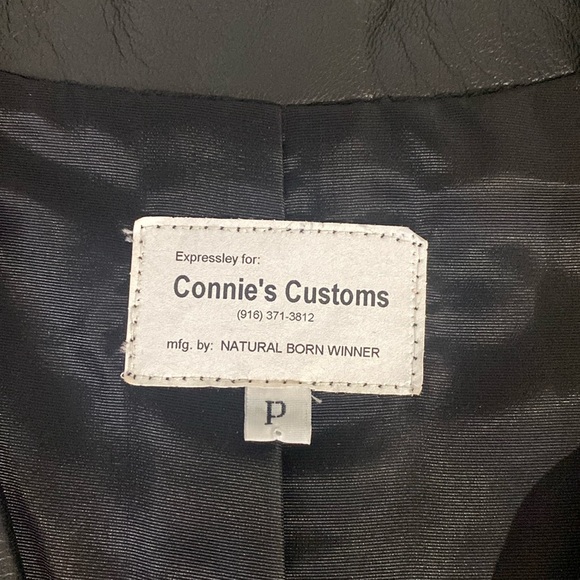 Expressley for:
Connie's Customs
(916) 371-3812
mfg. by: NATURAL BORN WINNER
P